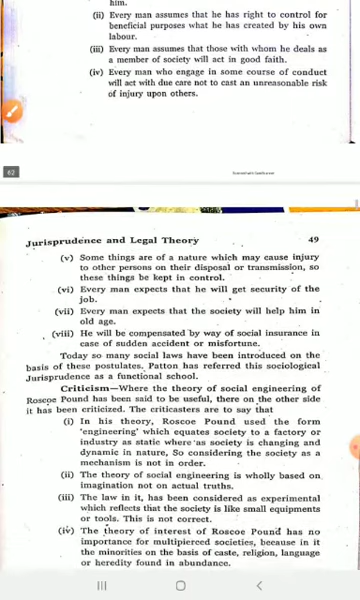 him.
(ii) Every man assumes that he has right to control for
beneficial purposes what he has created by his own
labour.
(iii) Every man assumes that those with whom he deals as
a member of society will act in good faith.
(iv) Every man who engage in some course of conduct
will act with due care not to cast an unreasonable risk
of injury upon others.
62
Jurisprudence and Legal Theory 49
(v) Some things are of a nature which may cause injury
to other persons on their disposal or transmission, so
these things be kept in control.
(vi) Every man expects that he will get security of the
job.
(vii) Every man expects that the society will help him in
old age.
(viii) He will be compensated by way of social insurance in
case of sudden accident or misfortune.
Today so many social laws have been introduced on the
basis of these postulates. Patton has referred this sociological
Jurisprudence as a functional school.
Criticism—Where the theory of social engineering of
Roscoe Pound has been said to be useful, there on the other side
it has been criticized. The criticasters are to say that
(i) In his theory, Roscoe Pound used the form
'engineering' which equates society to a factory or
industry as static where as society is changing and
dynamic in nature, So considering the society as a
mechanism is not in order.
(ii) The theory of social engineering is wholly based on
imagination not on actual truths.
(iii) The law in it, has been considered as experimental
which reflects that the society is like small equipments
or tools. This is not correct.
(iv) The theory of interest of Roscoe Pound has no
importance for multipierced societies, because in it
the minorities on the basis of caste, religion, language
or heredity found in abundance.